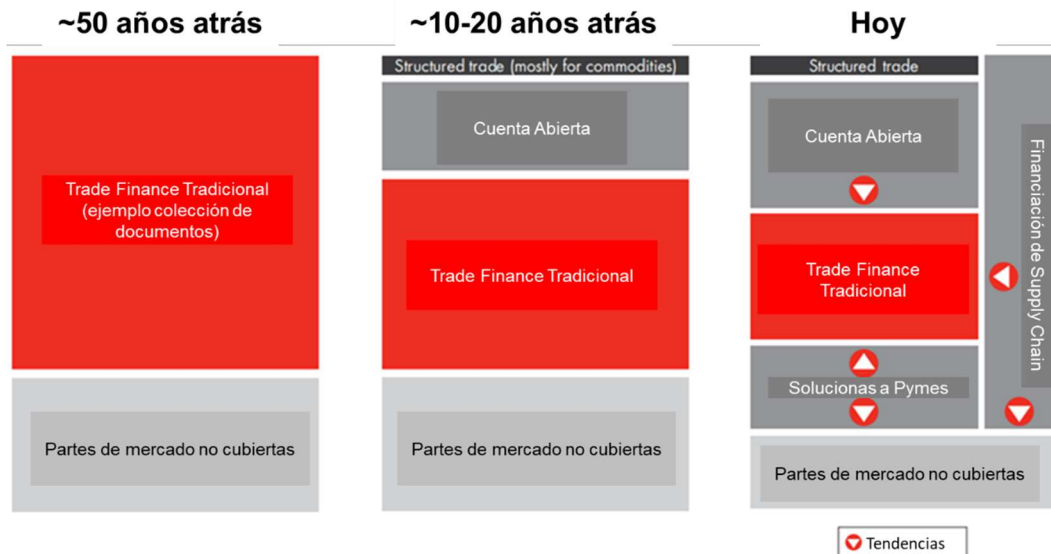 ~50 años atrás
~10-20 años atrás
Hoy
Trade Finance Tradicional
(ejemplo colección de
documentos)
Partes de mercado no cubiertas
Structured trade (mostly for commodities)
Cuenta Abierta
Trade Finance Tradicional
Partes de mercado no cubiertas
Structured trade
Cuenta Abierta
Trade Finance
Tradicional
Solucionas a Pymes
Partes de mercado no cubiertas
Financiación de Supply Chain
Tendencias